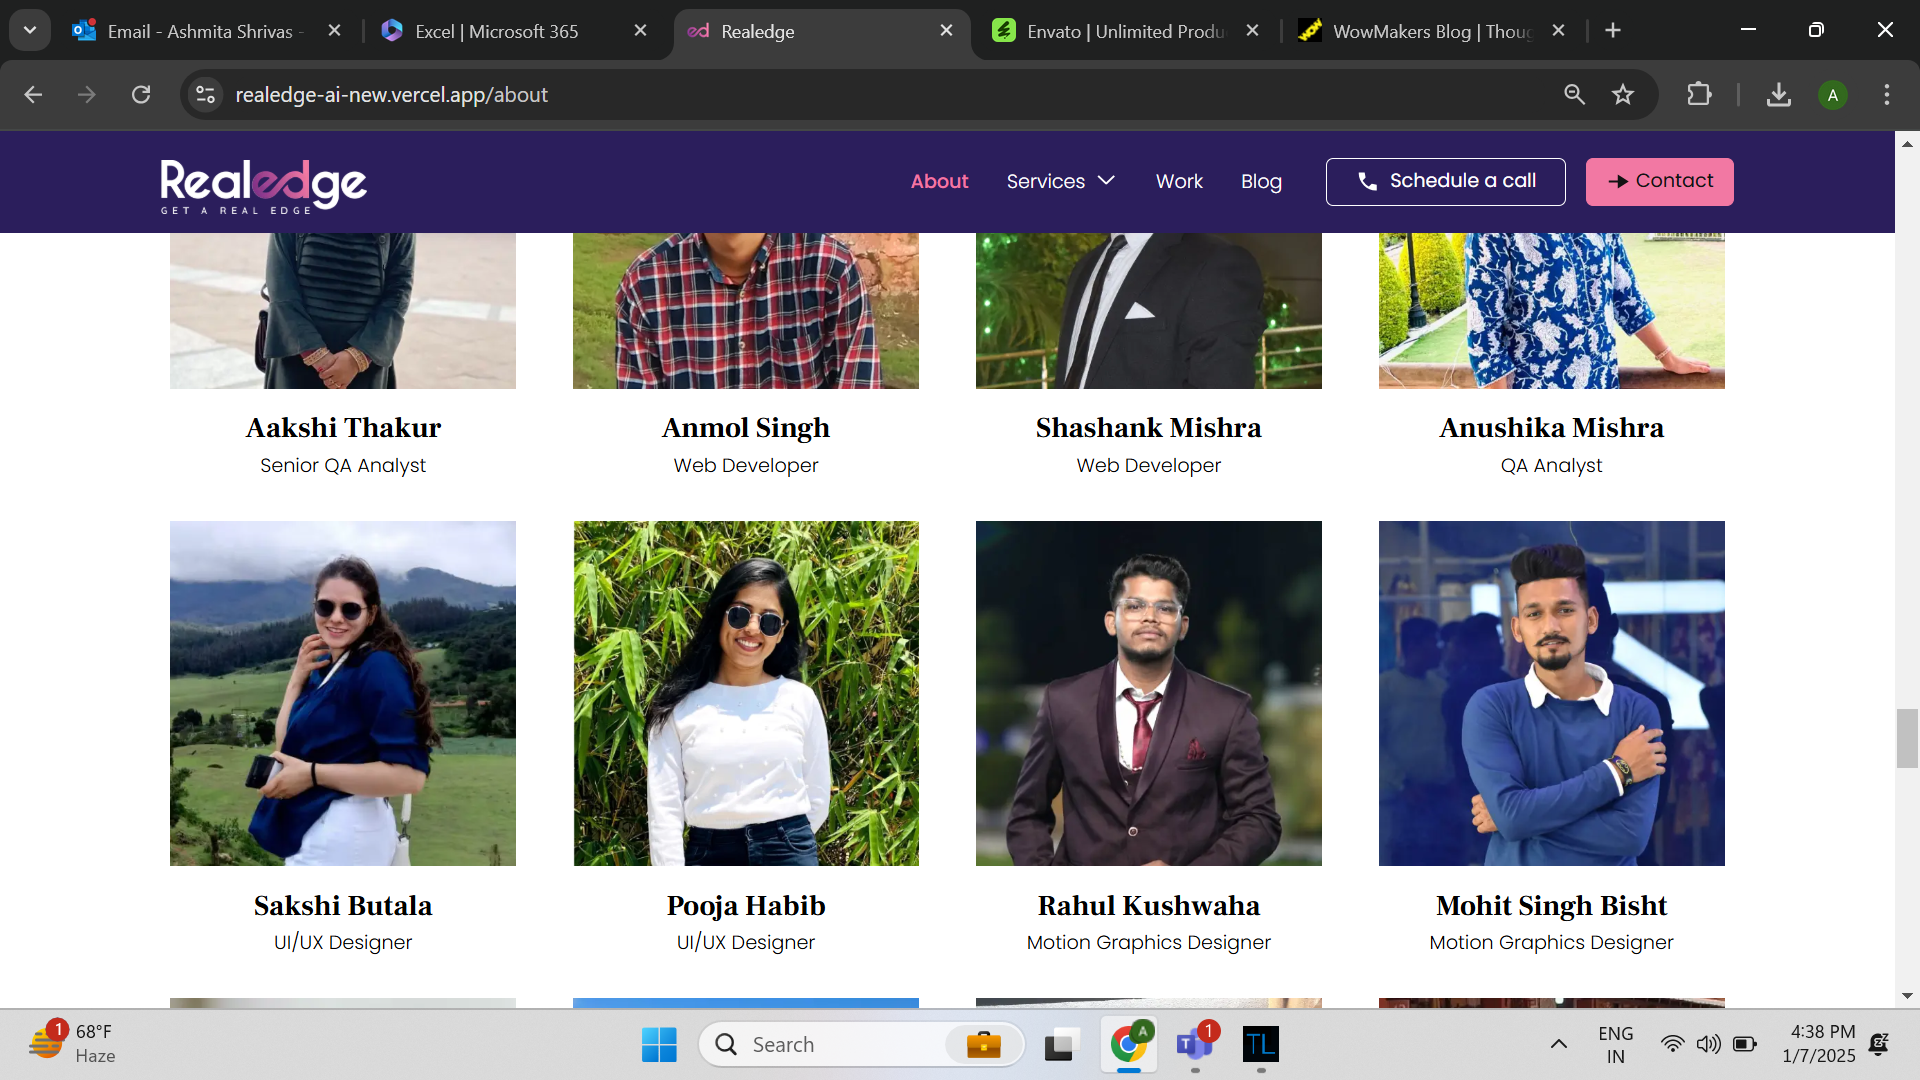 Email - Ashmita Shrivas -
Excel | Microsoft 365
Realedge
Envato | Unlimited Produ
WowMakers Blog | Thoug
realedge-ai-new.vercel.app/about
A
Realedge
GET A REAL EDGE
About
Services
Work
Blog
Schedule a call
Contact
Aakshi Thakur
Senior QA Analyst
Anmol Singh
Web Developer
Shashank Mishra
Web Developer
Anushika Mishra
QA Analyst
Sakshi Butala
UI/UX Designer
Pooja Habib
UI/UX Designer
Rahul Kushwaha
Motion Graphics Designer
Mohit Singh Bisht
Motion Graphics Designer
1
68°F
Haze
Search
A
1
TL
ENG
IN
4:38 PM
1/7/2025